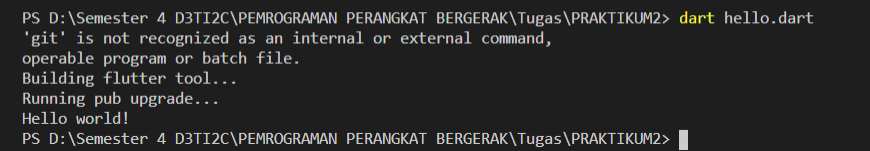 PS D:\Semester 4 D3TI2C\PEMROGRAMAN PERANGKAT BERGERAK\Tugas\PRAKTIKUM2> dart hello.dart
'git' is not recognized as an internal or external command,
operable program or batch file.
Building flutter tool...
Running pub upgrade...
Hello world!
PS D:\Semester 4 D3TI2C\PEMROGRAMAN PERANGKAT BERGERAK\Tugas\PRAKTIKUM2>